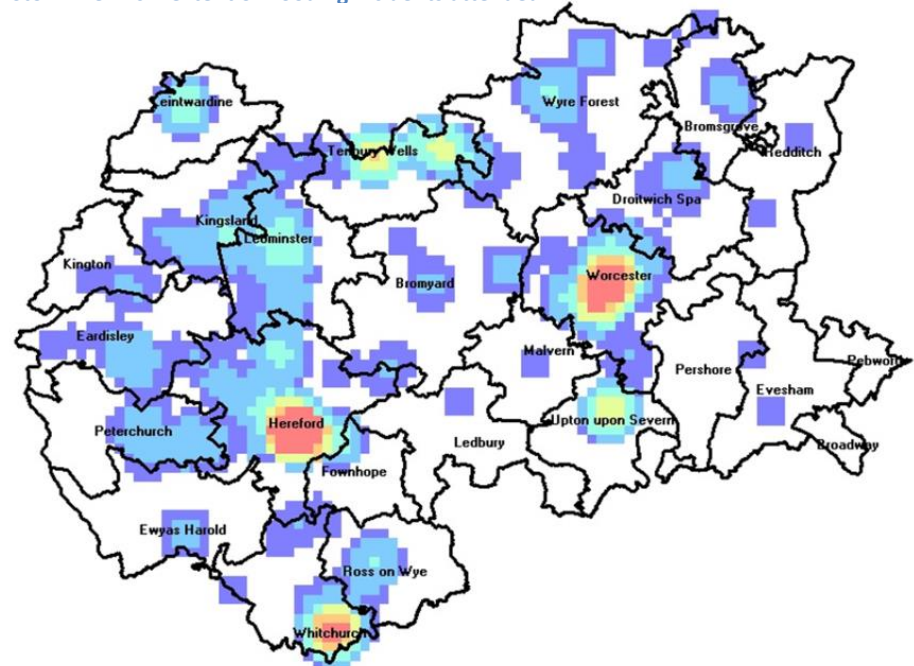 Leintwardine
Wyre Forest
Bromsgrove
Redditch
Tenbury Wells
Droitwich Spa
Kingsland
Leominster
Kington
Bromyard
Worcester
Eardisley
Malvern
Pershore
Pebworth
Evesham
Peterchurch
Hereford
Upton upon Severn
Ledbury
Broadway
Fownhope
Ewyas Harold
Ross on Wye
Whitchurch